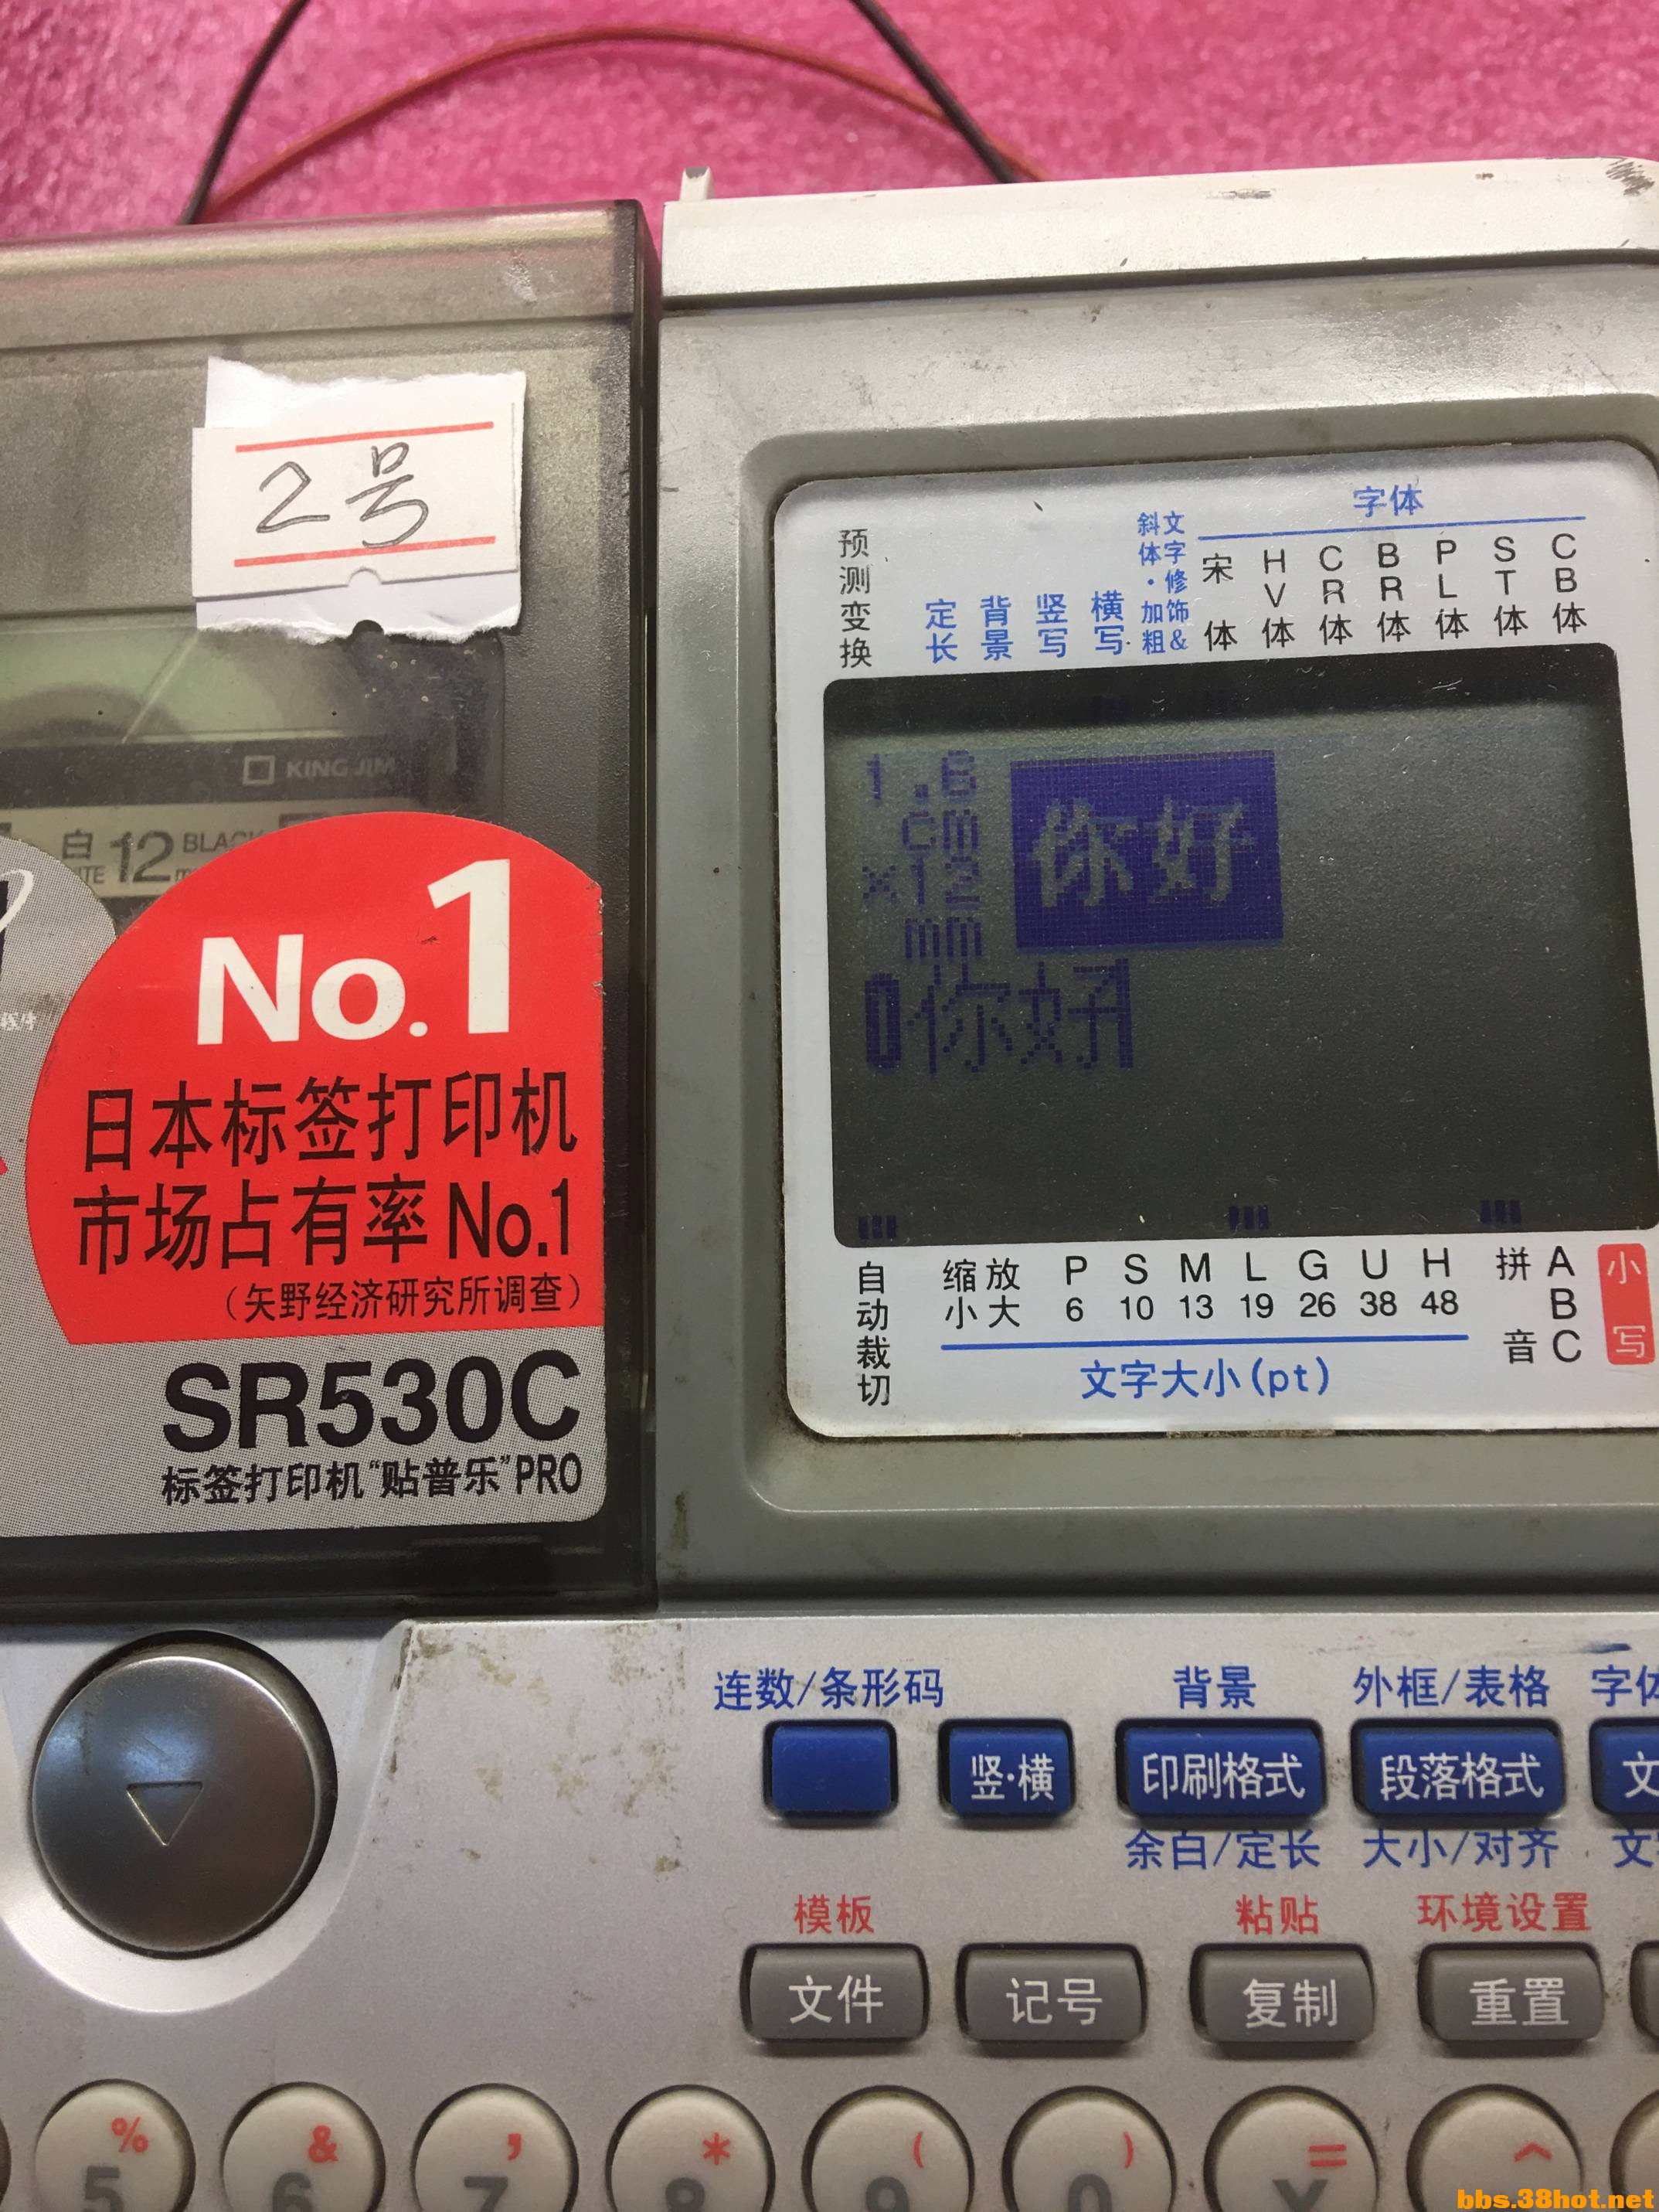 2号
KING JIM
白 12 BLACK
No.1
日本标签打印机
市场占有率No.1
（矢野经济研究所调查）
SR530C
标签打印机“贴普乐”PRO
预测变换
定长
背景
竖写
横写
斜体·加粗
文字修饰&
字体
宋体
HV体
CR体
BR体
PL体
ST体
CB体
cm
×12
mm
你好
你好
自动裁切
缩小
放大
P S M L G U H
6 10 13 19 26 38 48
文字大小(pt)
拼音
ABC
小写
连数/条形码 背景 外框/表格
竖·横 印刷格式 段落格式 文
余白/定长 大小/对齐
模板 粘贴 环境设置
文件 记号 复制 重置
% & * ( ) = ^
5 6 7 8 9 0
bbs.38hot.net